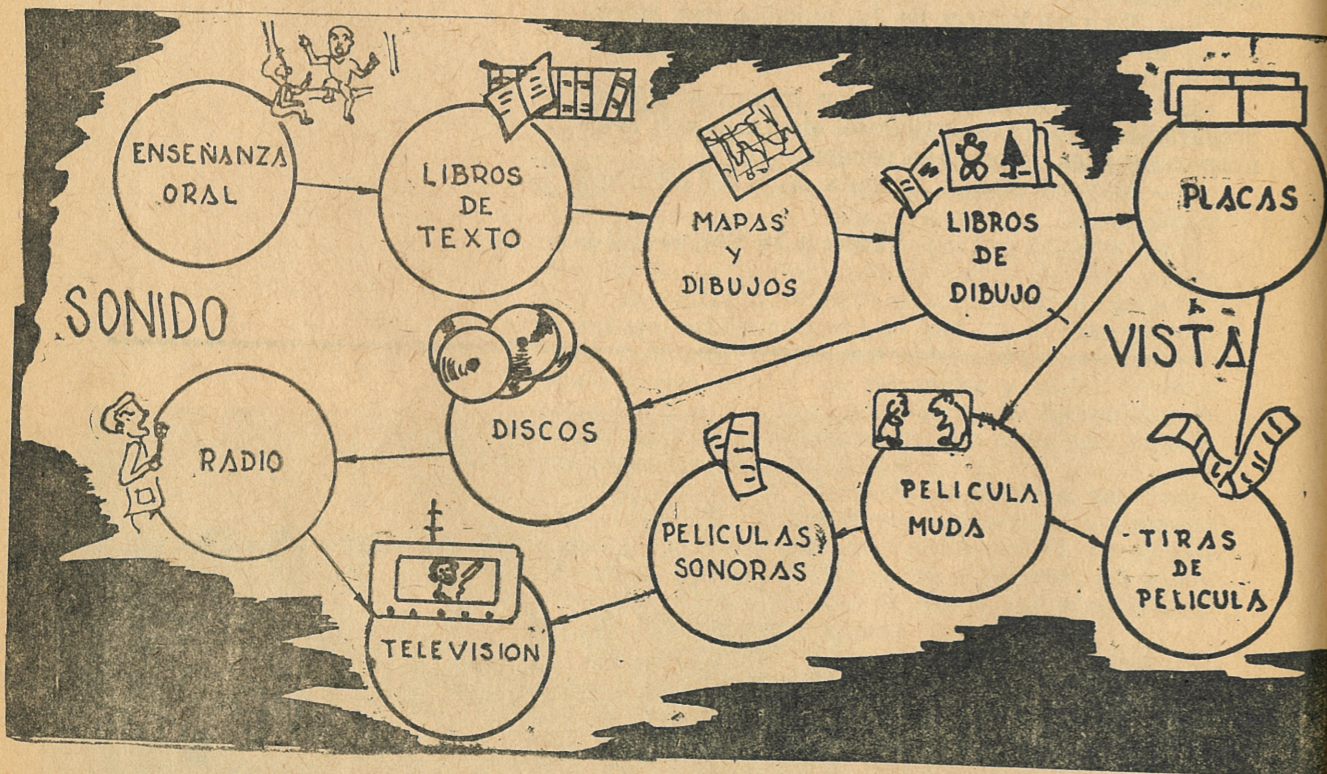 ENSEÑANZA
ORAL
LIBROS
DE
TEXTO
MAPAS
Y
DIBUJOS
LIBROS
DE
DIBUJO
PLACAS
SONIDO
VISTA
RADIO
DISCOS
PELICULAS
SONORAS
PELICULA
MUDA
TIRAS
DE
PELICULA
TELEVISION